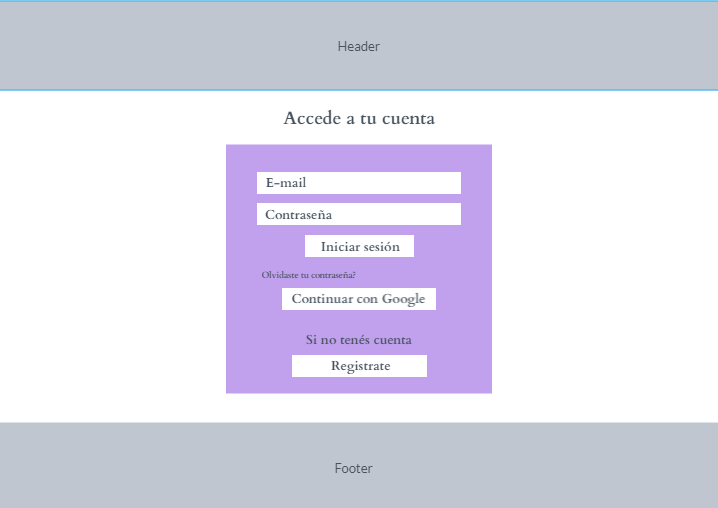 Header
Accede a tu cuenta
E-mail
Contraseña
Iniciar sesión
Olvidaste tu contraseña?
Continuar con Google
Si no tenés cuenta
Registrate
Footer